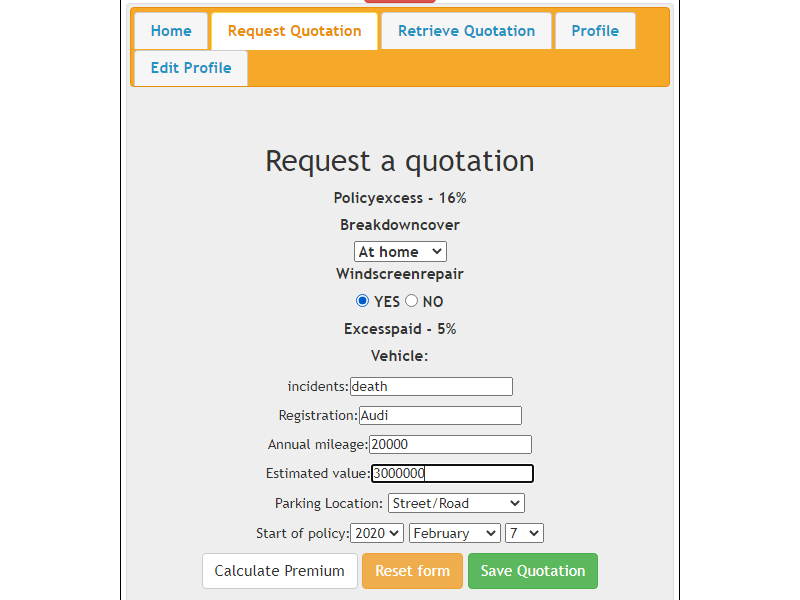 Home Request Quotation Retrieve Quotation Profile
Edit Profile
Request a quotation
Policyexcess - 16%
Breakdowncover
At home
Windscreenrepair
YES NO
Excesspaid - 5%
Vehicle:
incidents: death
Registration: Audi
Annual mileage: 20000
Estimated value: 3000000
Parking Location: Street/Road
Start of policy: 2020 February 7
Calculate Premium Reset form Save Quotation